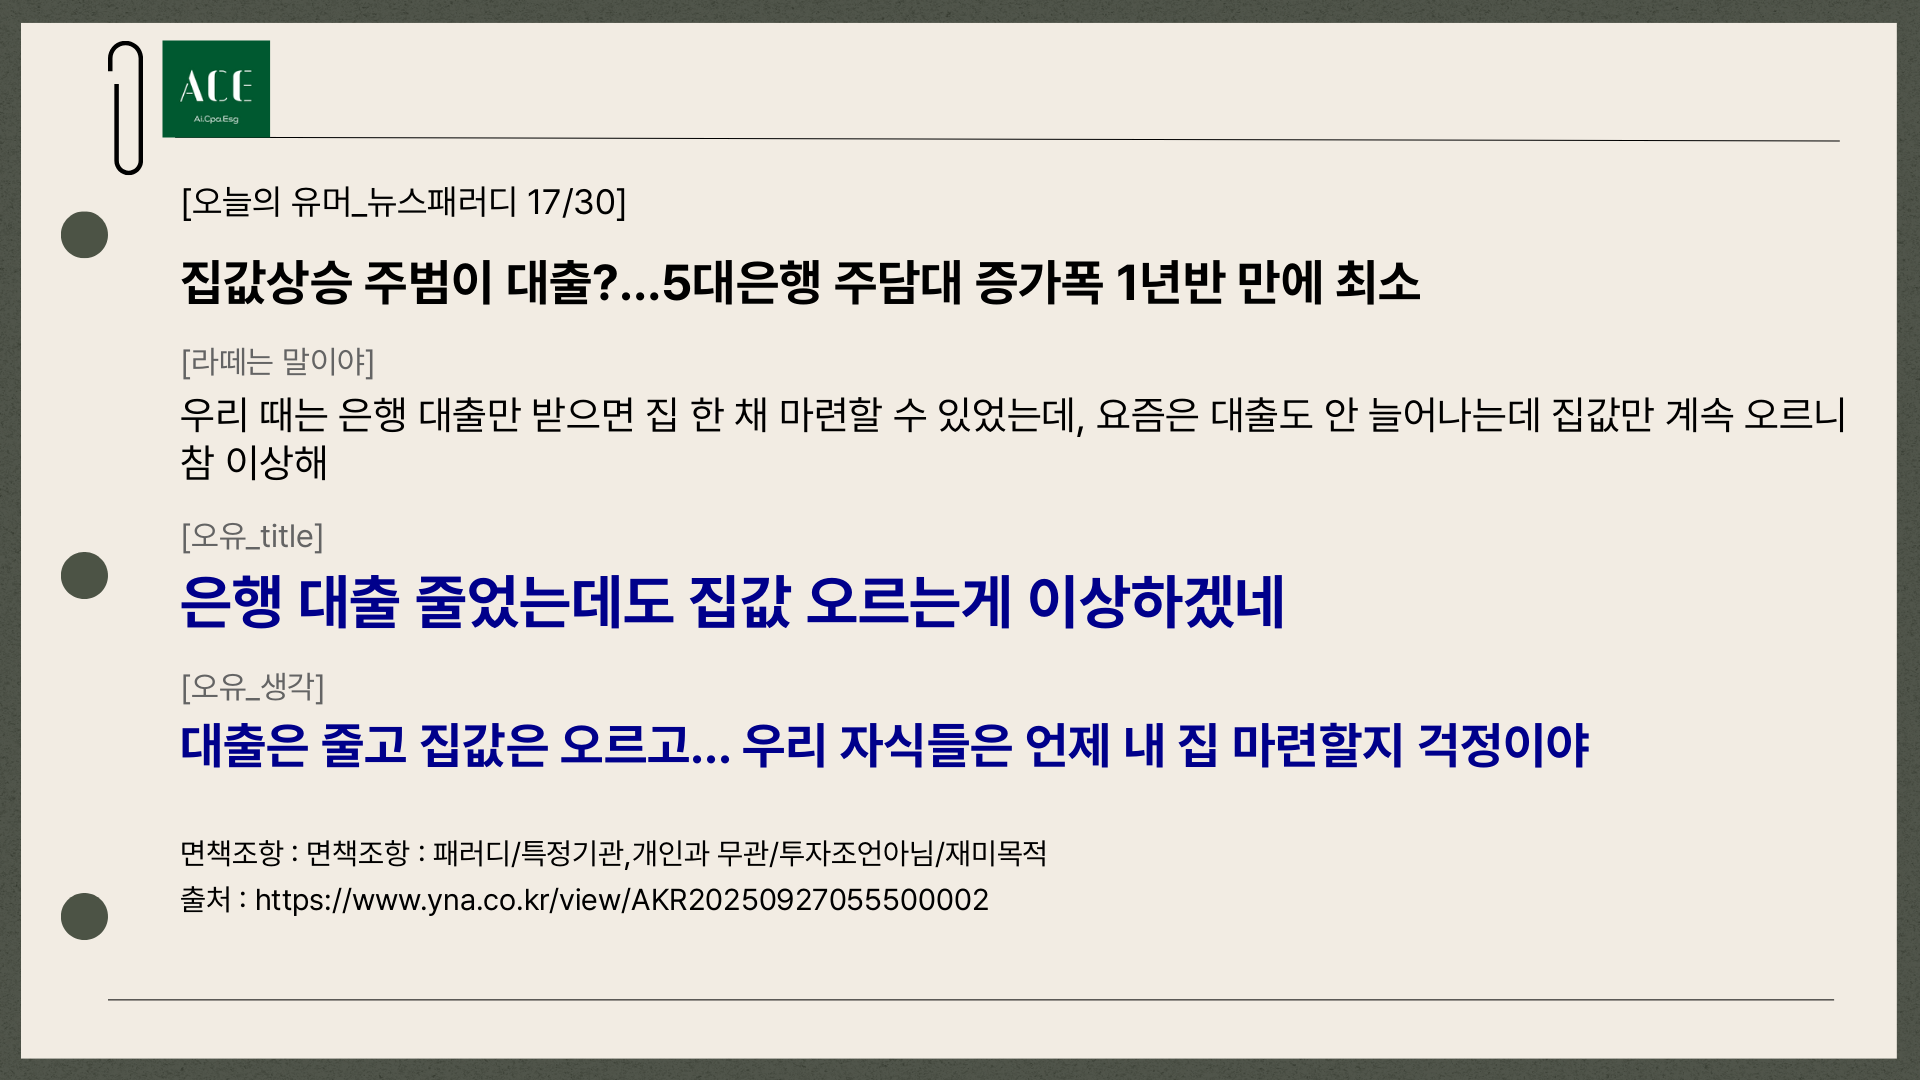 ACE
Ai.Cpa.Esg
[오늘의 유머_뉴스패러디 17/30]
집값상승 주범이 대출?...5대은행 주담대 증가폭 1년반 만에 최소
[라떼는 말이야]
우리 때는 은행 대출만 받으면 집 한 채 마련할 수 있었는데, 요즘은 대출도 안 늘어나는데 집값만 계속 오르니
참 이상해
[오유_title]
은행 대출 줄었는데도 집값 오르는게 이상하겠네
[오유_생각]
대출은 줄고 집값은 오르고... 우리 자식들은 언제 내 집 마련할지 걱정이야
면책조항 : 면책조항 : 패러디/특정기관,개인과 무관/투자조언아님/재미목적
출처 : https://www.yna.co.kr/view/AKR20250927055500002